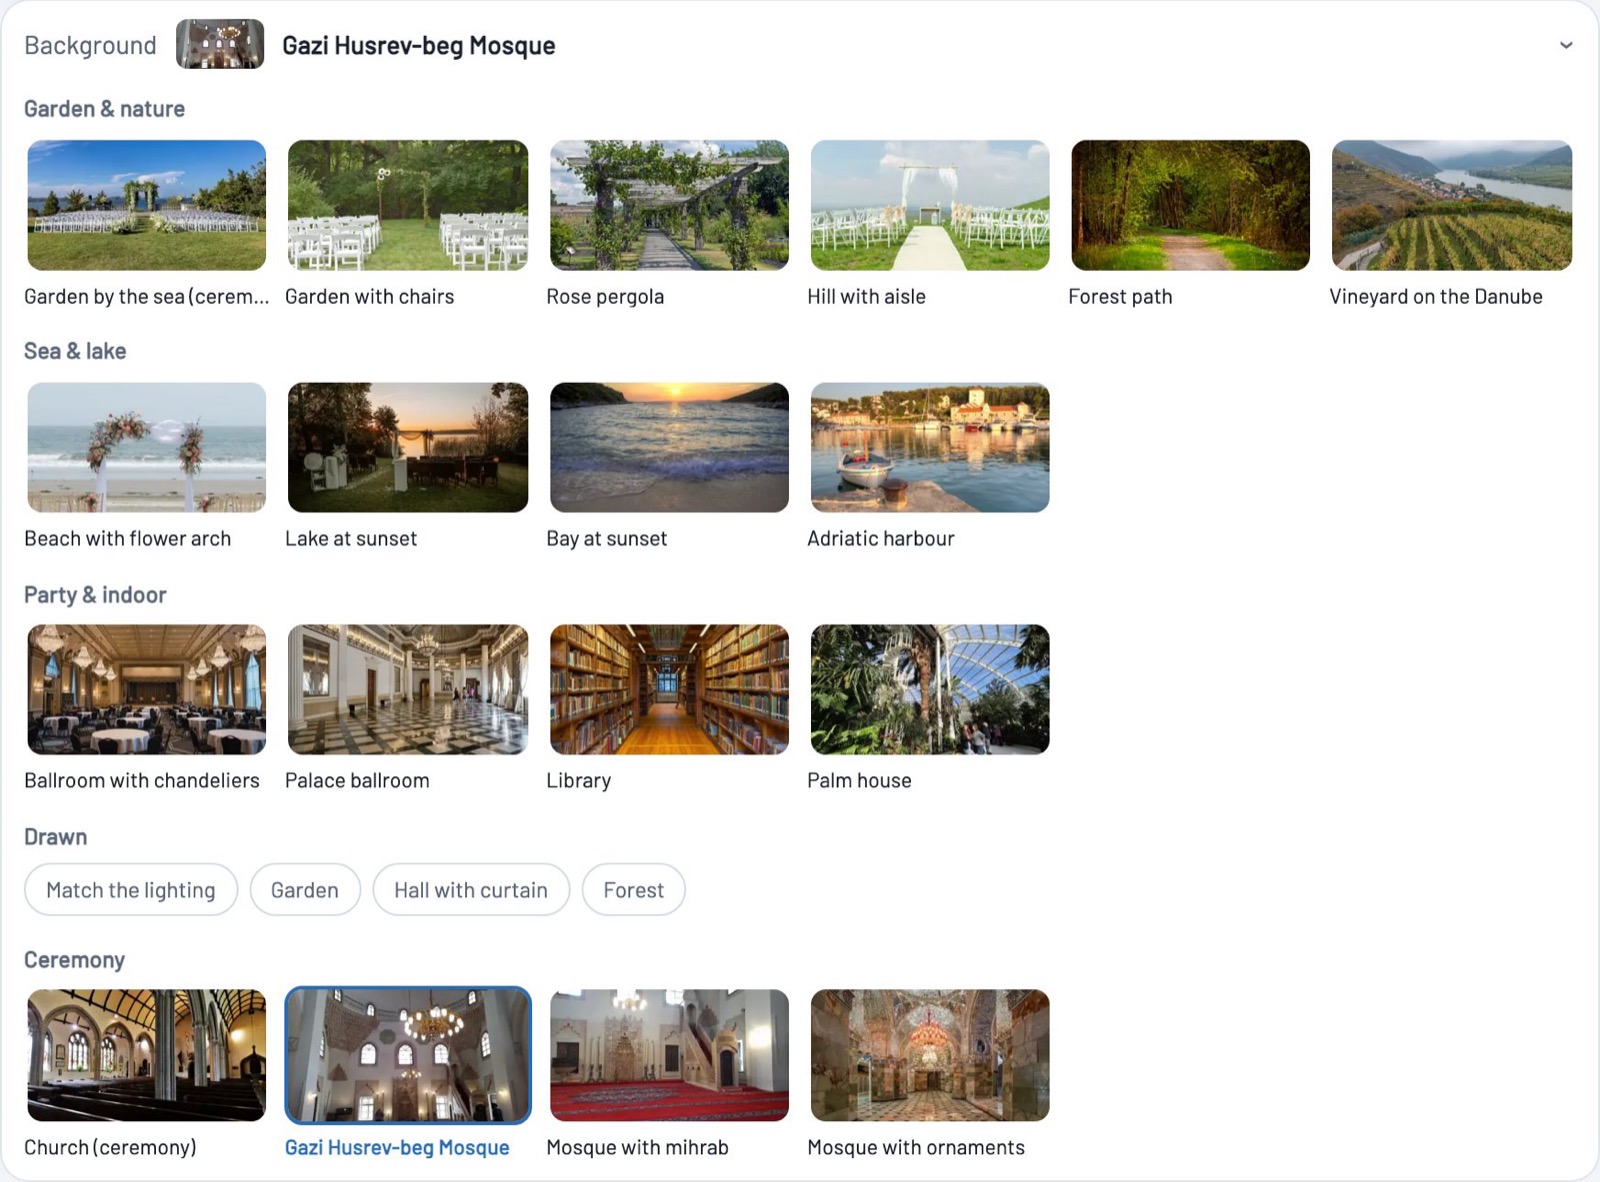 Background Gazi Husrev-beg Mosque
Garden & nature
Garden by the sea (cerem... Garden with chairs Rose pergola Hill with aisle Forest path Vineyard on the Danube
Sea & lake
Beach with flower arch Lake at sunset Bay at sunset Adriatic harbour
Party & indoor
Ballroom with chandeliers Palace ballroom Library Palm house
Drawn
Match the lighting Garden Hall with curtain Forest
Ceremony
Church (ceremony) Gazi Husrev-beg Mosque Mosque with mihrab Mosque with ornaments